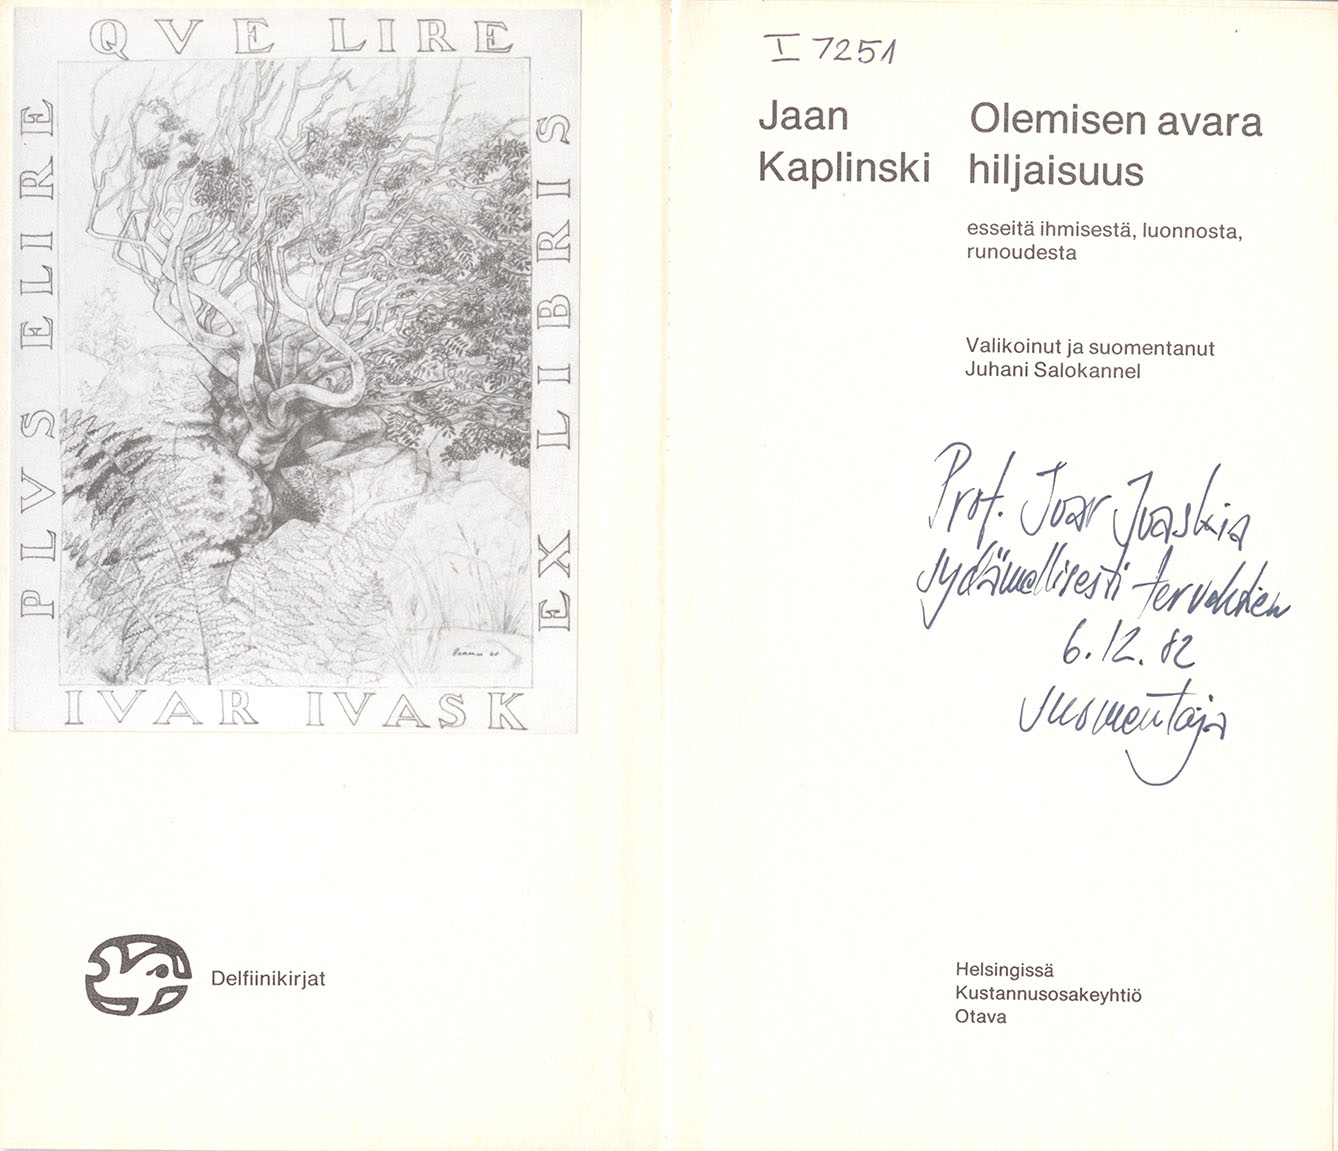 PLVS ELIRE
QVE LIRE
EX LIBRIS
IVAR IVASK
Delfiinikirjat
I 7251
Jaan
Kaplinski
Olemisen avara
hiljaisuus
esseitä ihmisestä, luonnosta,
runoudesta
Valikoinut ja suomentanut
Juhani Salokannel
Prof. Ivar Ivaskia
sydämellisesti tervehtien
6.12.82
suomentaja
Helsingissä
Kustannusosakeyhtiö
Otava